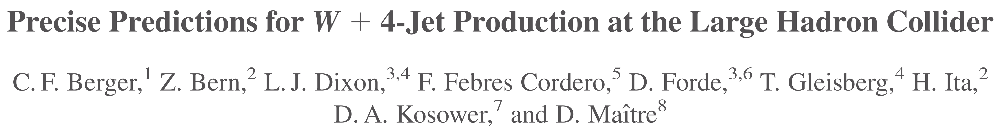 Precise Predictions for W + 4-Jet Production at the Large Hadron Collider
C. F. Berger,1 Z. Bern,2 L. J. Dixon,3,4 F. Febres Cordero,5 D. Forde,3,6 T. Gleisberg,4 H. Ita,2
D. A. Kosower,7 and D. Maître8